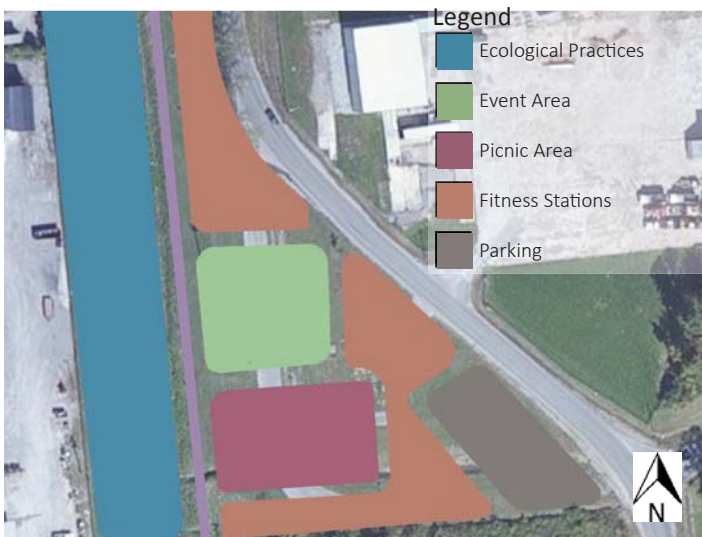 Legend
Ecological Practices
Event Area
Picnic Area
Fitness Stations
Parking
N